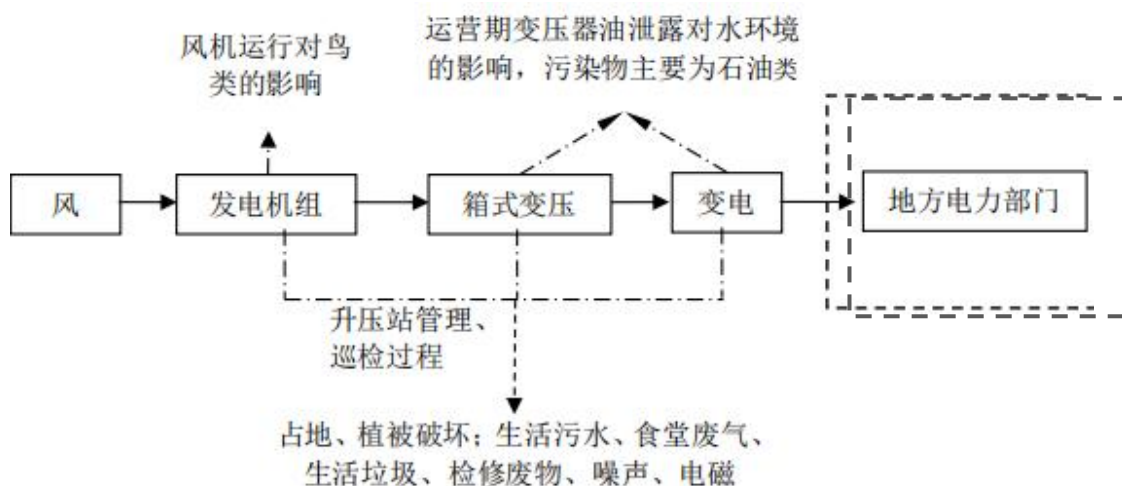 风机运行对鸟
类的影响
运营期变压器油泄露对水环境
的影响，污染物主要为石油类
风
发电机组
箱式变压
变电
地方电力部门
升压站管理、
巡检过程
占地、植被破坏；生活污水、食堂废气、
生活垃圾、检修废物、噪声、电磁